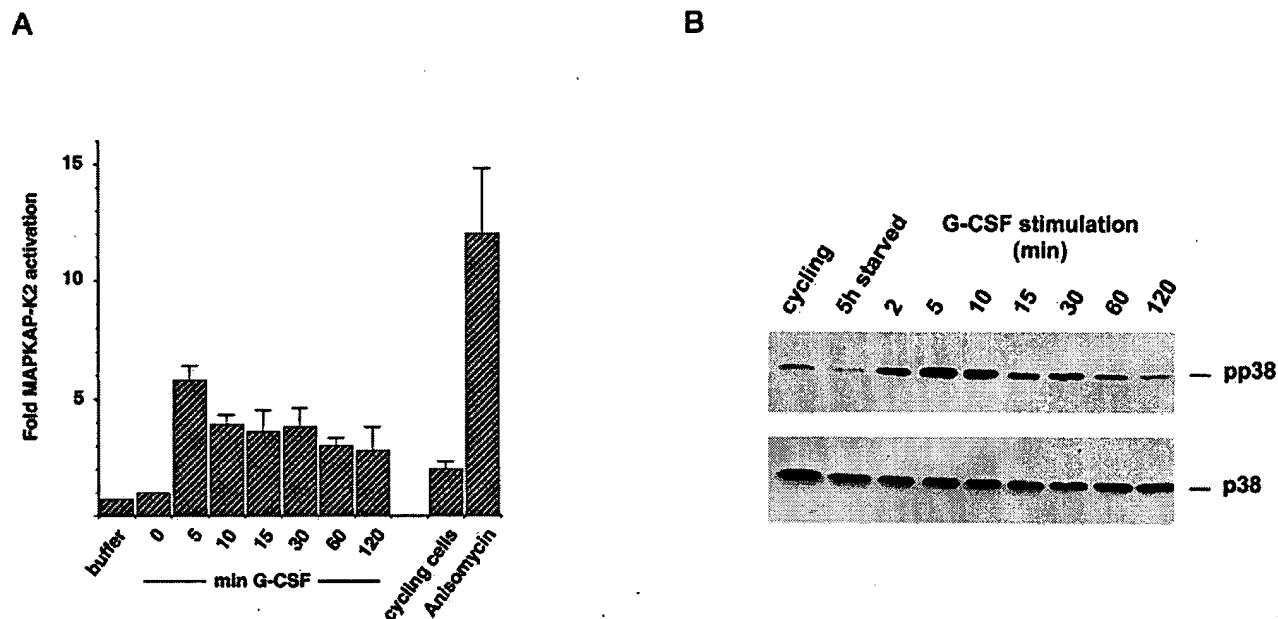 A
Fold MAPKAP-K2 activation
15
10
5
buffer
0
5
10
15
30
60
120
cycling cells
Anisomycin
min G-CSF
B
G-CSF stimulation
(min)
cycling
5h starved
2
5
10
15
30
60
120
pp38
p38